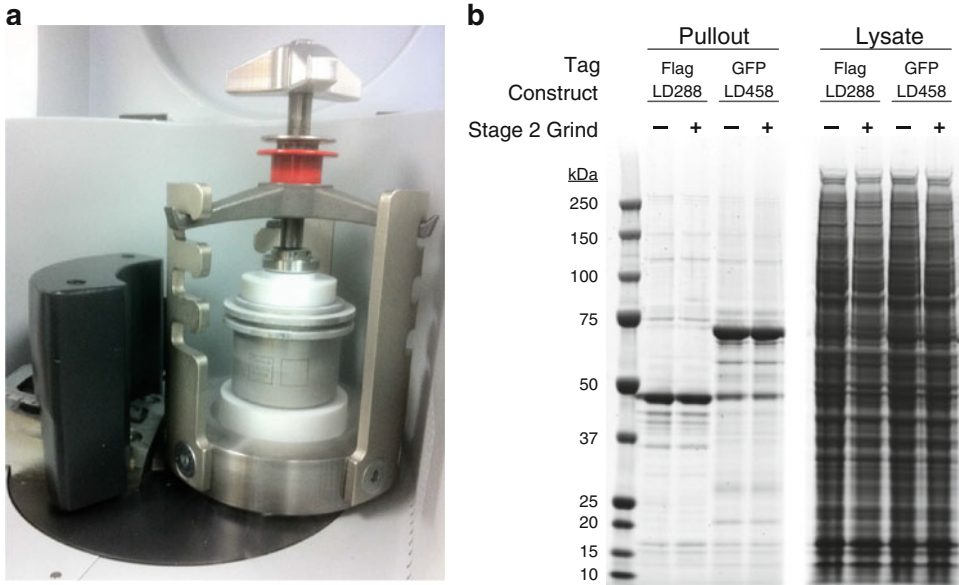 a
b
Pullout Lysate
Tag Flag GFP Flag GFP
Construct LD288 LD458 LD288 LD458
Stage 2 Grind – + – + – + – +
kDa
250
150
100
75
50
37
25
20
15
10